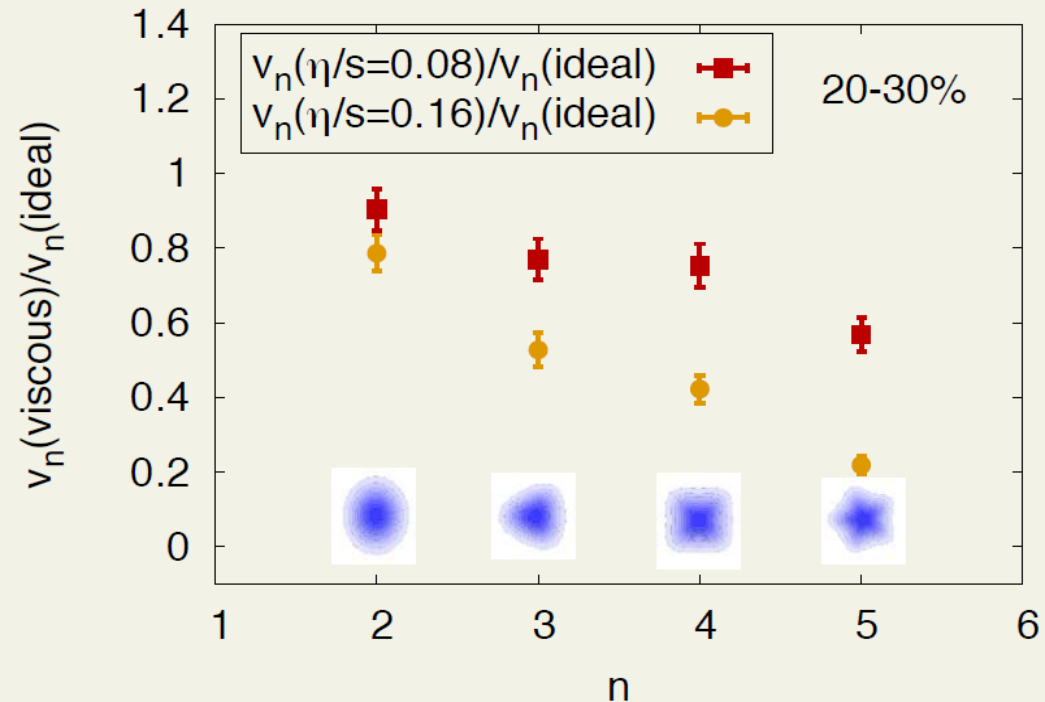 1.4
v_n(η/s=0.08)/v_n(ideal)
20-30%
1.2
v_n(η/s=0.16)/v_n(ideal)
1
0.8
0.6
0.4
0.2
0
v_n(viscous)/v_n(ideal)
1 2 3 4 5 6
n